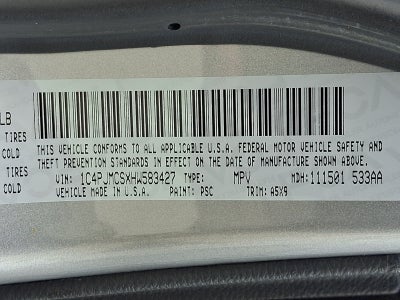 LB
TIRES
COLD
TIRES
COLD
THIS VEHICLE CONFORMS TO ALL APPLICABLE U.S.A. FEDERAL MOTOR VEHICLE SAFETY AND
THEFT PREVENTION STANDARDS IN EFFECT ON THE DATE OF MANUFACTURE SHOWN ABOVE.
VIN: 1C4PJMCSXHW583427 TYPE: MPV MDH: 111501 533AA
VEHICLE MADE IN U.S.A. PAINT: PSC TRIM: A5X9